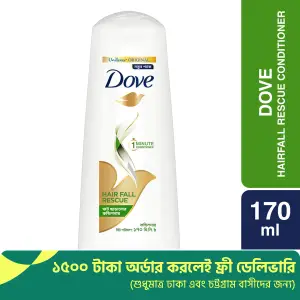 Unilever ORIGINAL
Dove
1 MINUTE
HAIR FALL
RESCUE
DOVE
HAIRFALL RESCUE CONDITIONER
170
ml
১৫০০ টাকা অর্ডার করলেই ফ্রী ডেলিভারি
(শুধুমাত্র ঢাকা এবং চট্টগ্রাম বাসীদের জন্য)